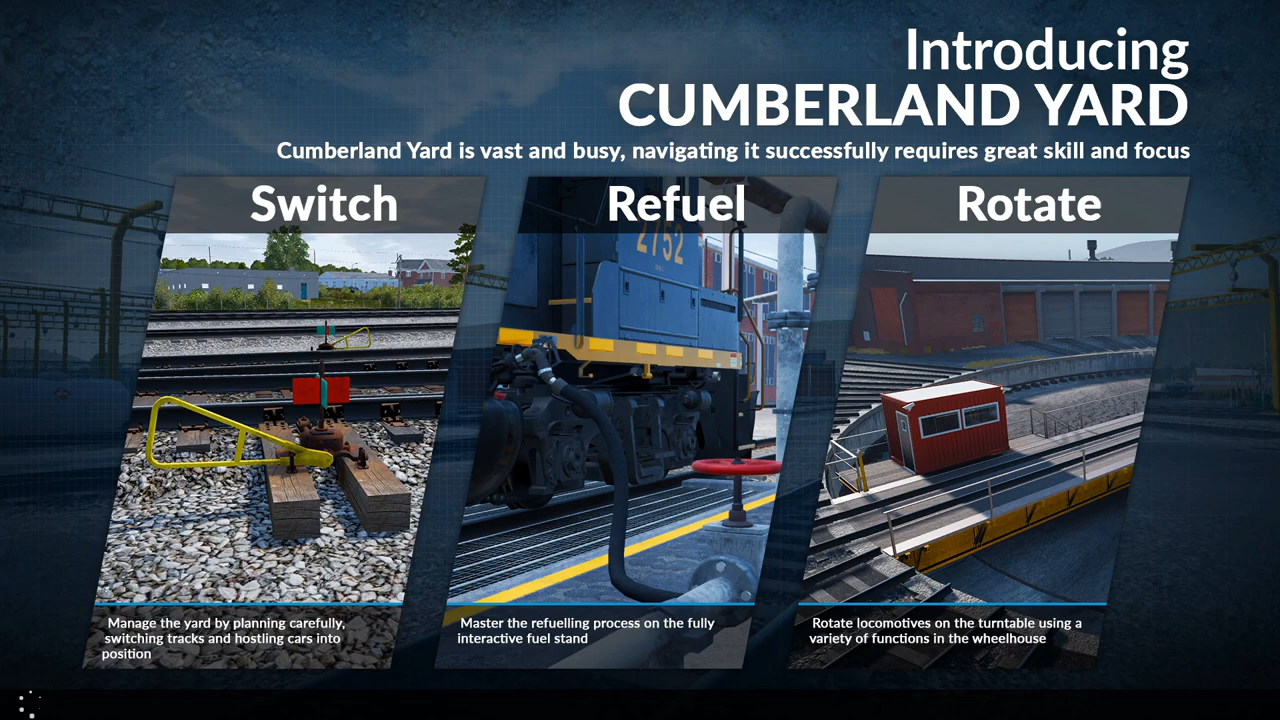 Introducing
CUMBERLAND YARD
Cumberland Yard is vast and busy, navigating it successfully requires great skill and focus
Switch
Manage the yard by planning carefully,
switching tracks and hostling cars into
position
Refuel
2752
Master the refuelling process on the fully
interactive fuel stand
Rotate
Rotate locomotives on the turntable using a
variety of functions in the wheelhouse